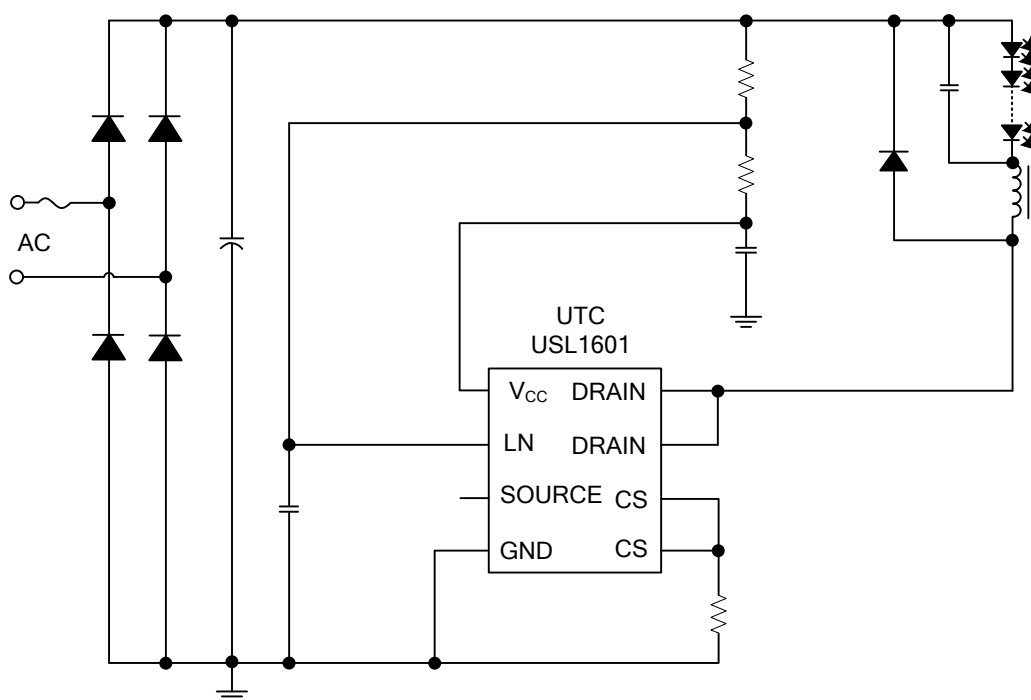 AC
UTC
USL1601
VCC DRAIN
LN DRAIN
SOURCE CS
GND CS